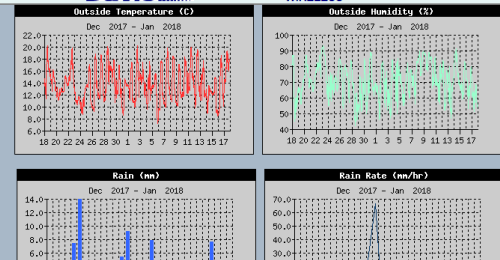 Outside Temperature (C)
Dec 2017 - Jan 2018
22.0
20.0
18.0
16.0
14.0
12.0
10.0
8.0
6.0
18 20 22 24 26 28 30 1 3 5 7 9 11 13 15 17
Outside Humidity (%)
Dec 2017 - Jan 2018
100
90
80
70
60
50
40
18 20 22 24 26 28 30 1 3 5 7 9 11 13 15 17
Rain (mm)
Dec 2017 - Jan 2018
14.0
12.0
10.0
8.0
6.0
Rain Rate (mm/hr)
Dec 2017 - Jan 2018
70.0
60.0
50.0
40.0
30.0